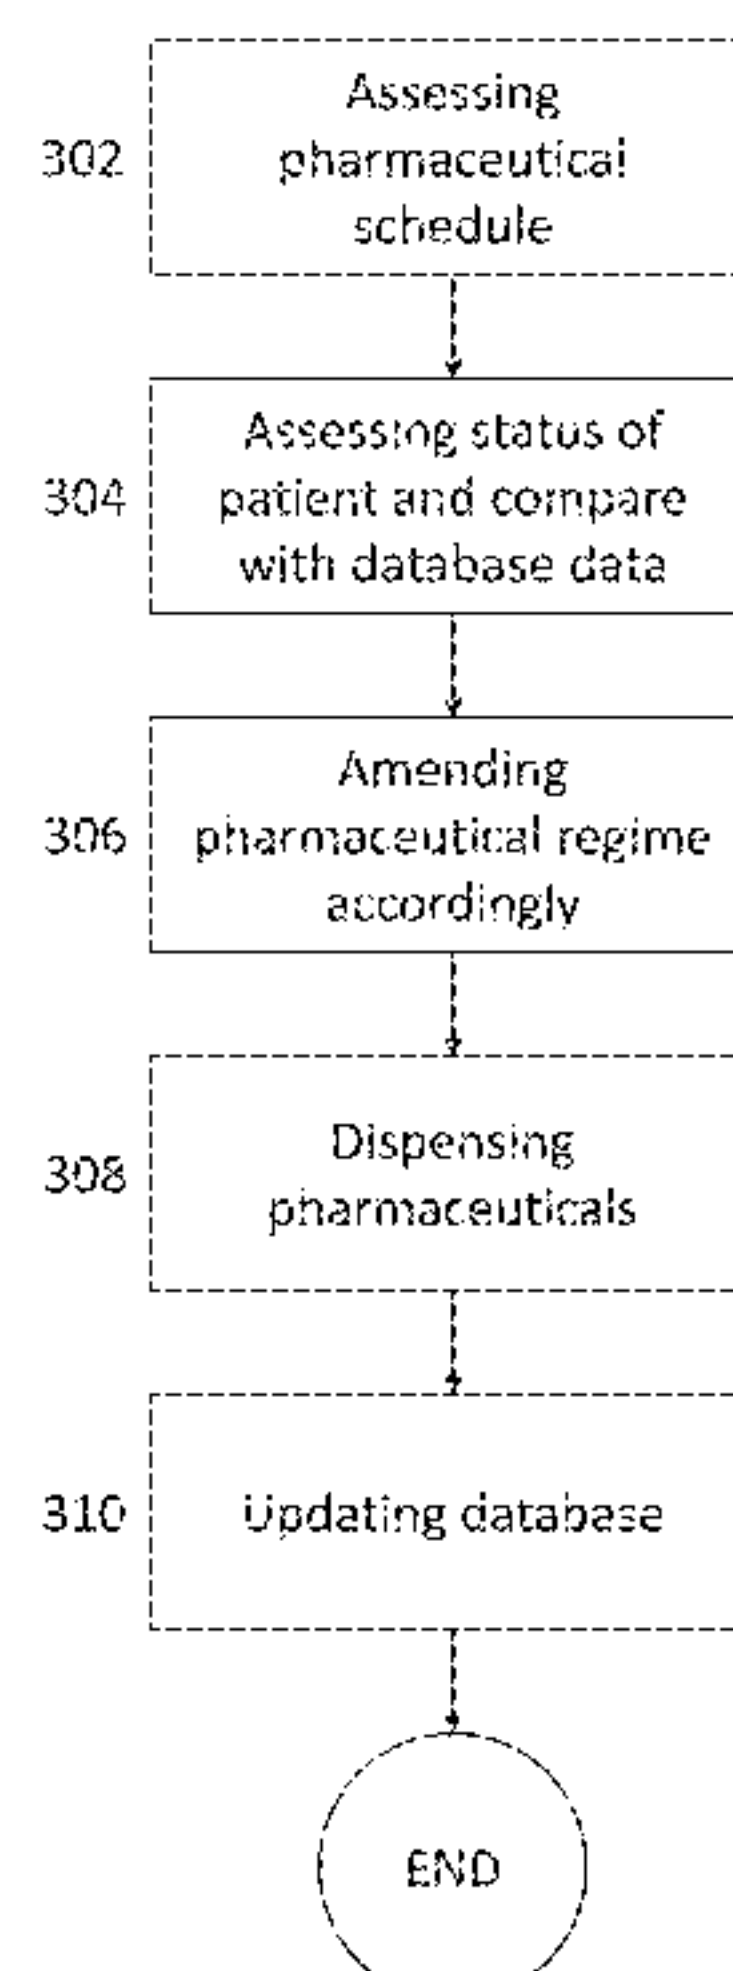 302
Assessing
pharmaceutical
schedule
304
Assessing status of
patient and compare
with database data
306
Amending
pharmaceutical regime
accordingly
308
Dispensing
pharmaceuticals
310
Updating database
END